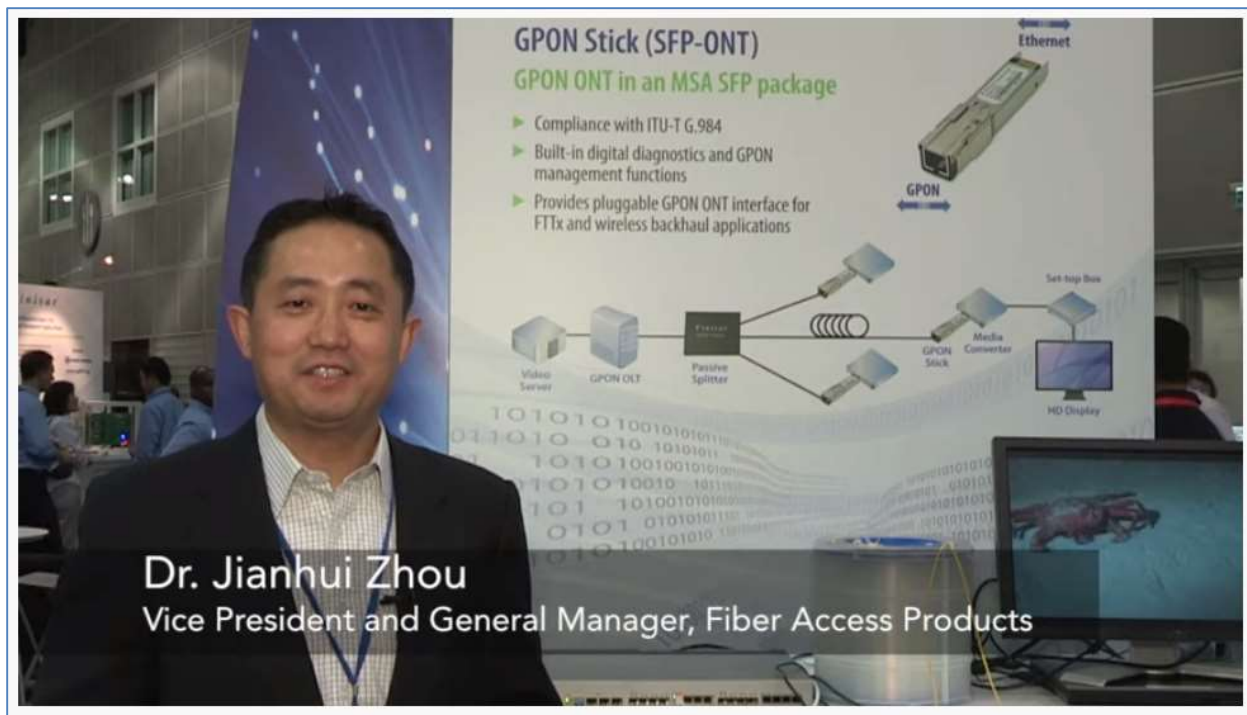 GPON Stick (SFP-ONT)
GPON ONT in an MSA SFP package
Compliance with ITU-T G.984
Built-in digital diagnostics and GPON
management functions
Provides pluggable GPON ONT interface for
FTTx and wireless backhaul applications
Ethernet
GPON
Video
Server
GPON OLT
Finisar
Passive
Splitter
GPON
Stick
Media
Converter
Set-top Box
HD Display
Finisar
Dr. Jianhui Zhou
Vice President and General Manager, Fiber Access Products